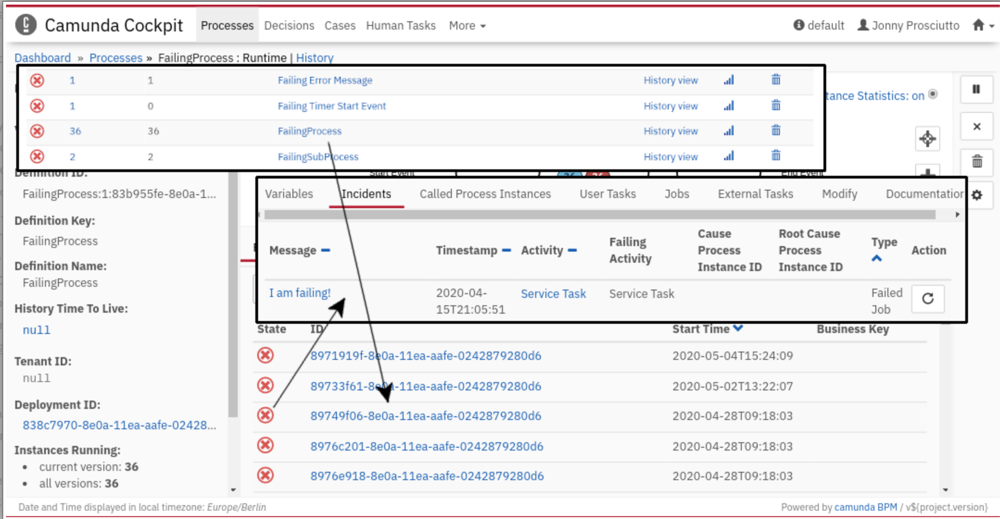 Camunda Cockpit Processes Decisions Cases Human Tasks More default Jonny Prosciutto
Dashboard » Processes » FailingProcess : Runtime | History
1 1 Failing Error Message History view
1 0 Failing Timer Start Event History view
36 36 FailingProcess History view
2 2 FailingSubProcess History view
tance Statistics: on
Definition ID:
FailingProcess:1:83b955fe-8e0a-1...
Definition Key:
FailingProcess
Definition Name:
FailingProcess
History Time To Live:
null
Tenant ID:
null
Deployment ID:
838c7970-8e0a-11ea-aafe-02428...
Instances Running:
current version: 36
all versions: 36
Start Event 36 36 End Event
Variables Incidents Called Process Instances User Tasks Jobs External Tasks Modify Documentation
Message Timestamp Activity Failing Activity Cause Process Instance ID Root Cause Process Instance ID Type Action
I am failing! 2020-04-15T21:05:51 Service Task Service Task Failed Job
State ID Start Time Business Key
8971919f-8e0a-11ea-aafe-0242879280d6 2020-05-04T15:24:09
89733f61-8e0a-11ea-aafe-0242879280d6 2020-05-02T13:22:07
89749f06-8e0a-11ea-aafe-0242879280d6 2020-04-28T09:18:03
8976c201-8e0a-11ea-aafe-0242879280d6 2020-04-28T09:18:03
8976e918-8e0a-11ea-aafe-0242879280d6 2020-04-28T09:18:03
Date and Time displayed in local timezone: Europe/Berlin
Powered by camunda BPM / v${project.version}